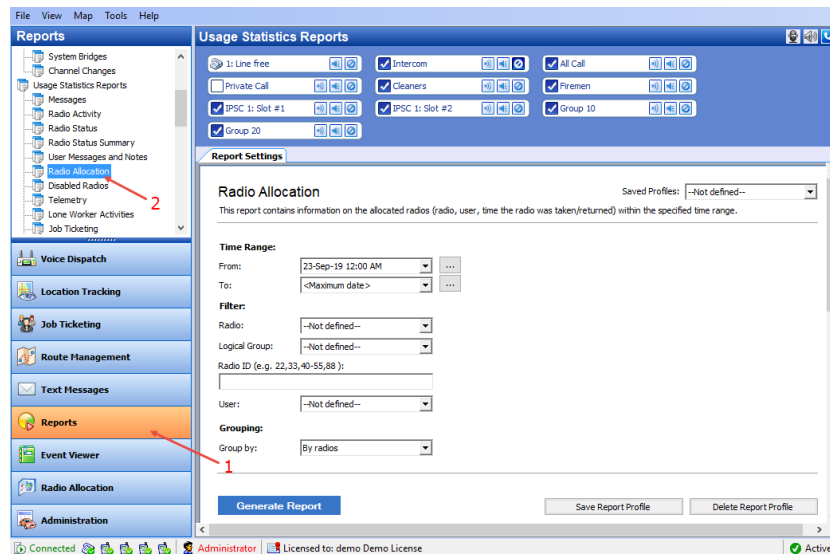 File View Map Tools Help
Reports
System Bridges
Channel Changes
Usage Statistics Reports
Messages
Radio Activity
Radio Status
Radio Status Summary
User Messages and Notes
Radio Allocation
Disabled Radios
Telemetry
Lone Worker Activities
Job Ticketing
2
Voice Dispatch
Location Tracking
Job Ticketing
Route Management
Text Messages
Reports
Event Viewer
Radio Allocation
Administration
1
Usage Statistics Reports
1: Line free Intercom All Call
Private Call Cleaners Firemen
IPSC 1: Slot #1 IPSC 1: Slot #2 Group 10
Group 20
Report Settings
Radio Allocation Saved Profiles: --Not defined--
This report contains information on the allocated radios (radio, user, time the radio was taken/returned) within the specified time range.
Time Range:
From: 23-Sep-19 12:00 AM ...
To: <Maximum date> ...
Filter:
Radio: --Not defined--
Logical Group: --Not defined--
Radio ID (e.g. 22,33,40-55,88 ):
User: --Not defined--
Grouping:
Group by: By radios
Generate Report Save Report Profile Delete Report Profile
Connected Administrator Licensed to: demo Demo License Active